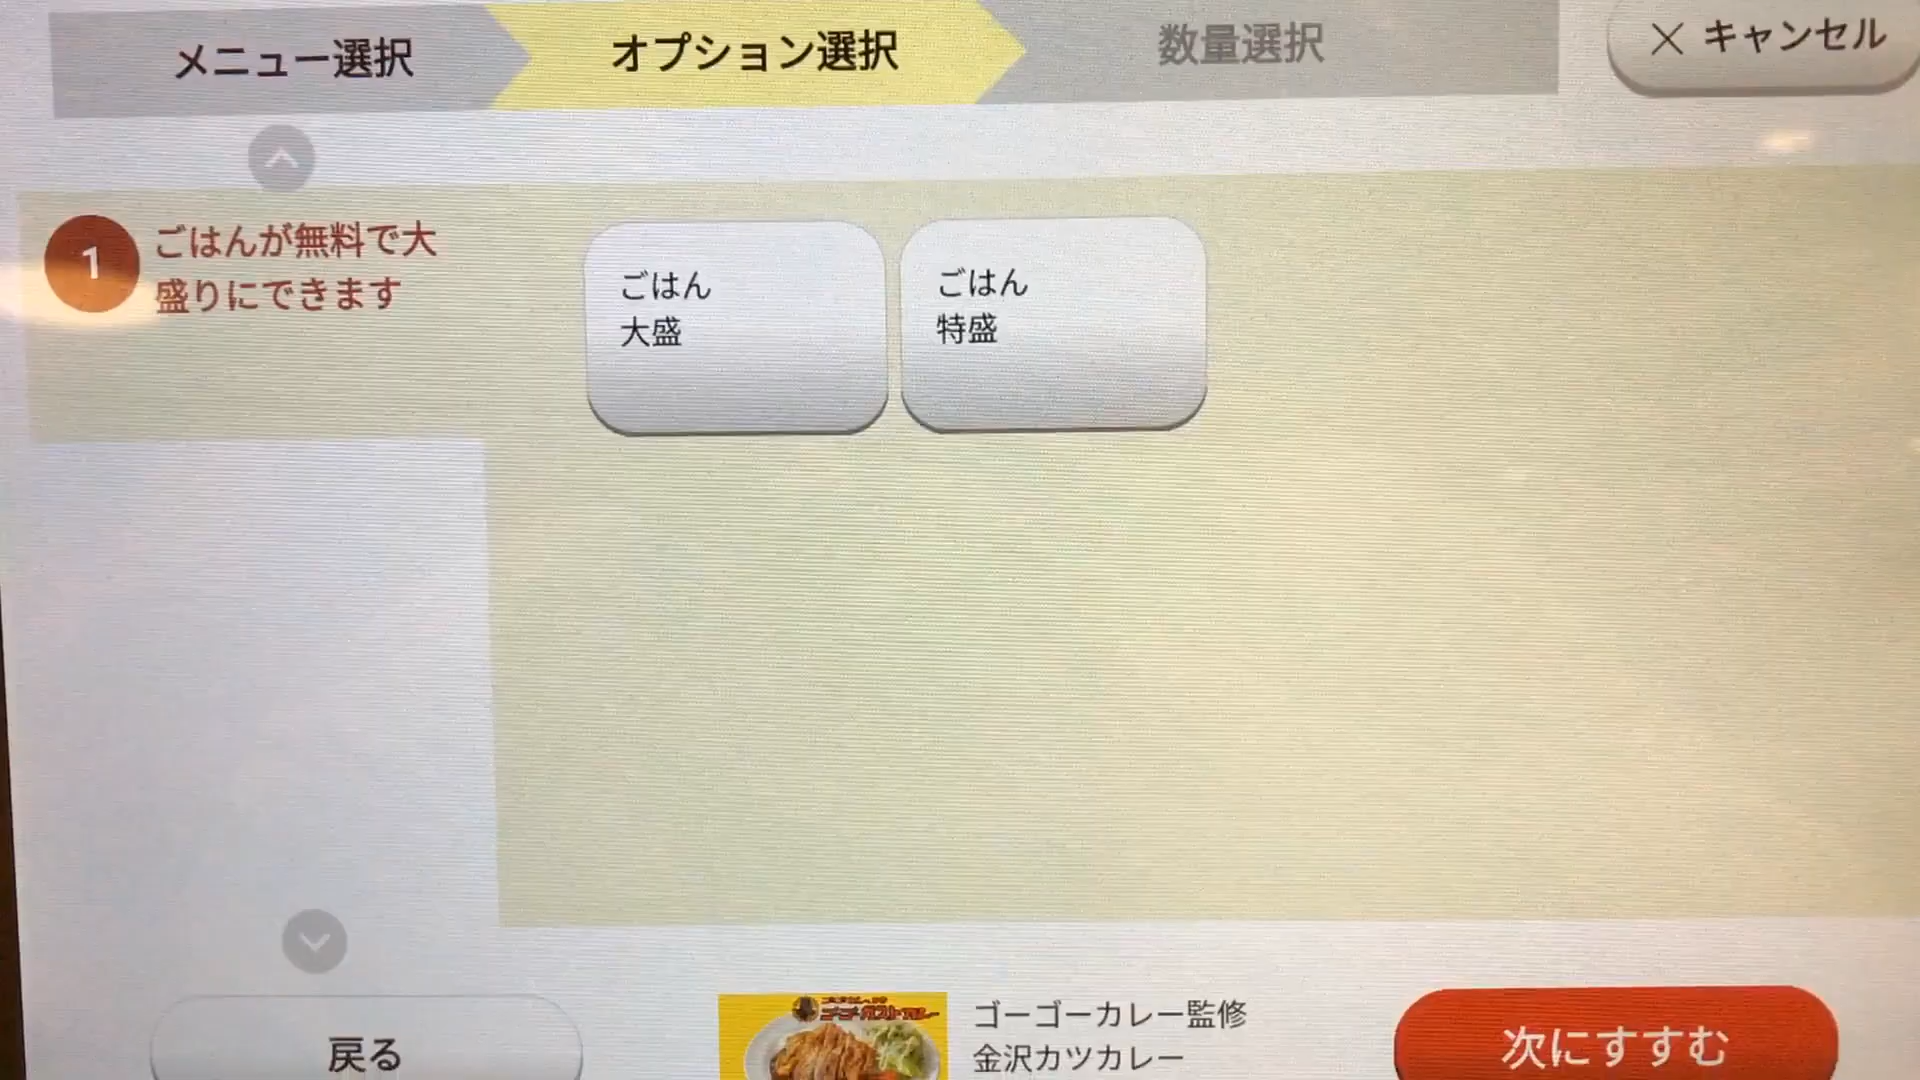 メニュー選択
オプション選択
数量選択
× キャンセル
1
ごはんが無料で大
盛りにできます
ごはん
大盛
ごはん
特盛
戻る
ゴーゴーカレー監修
金沢カツカレー
次にすすむ